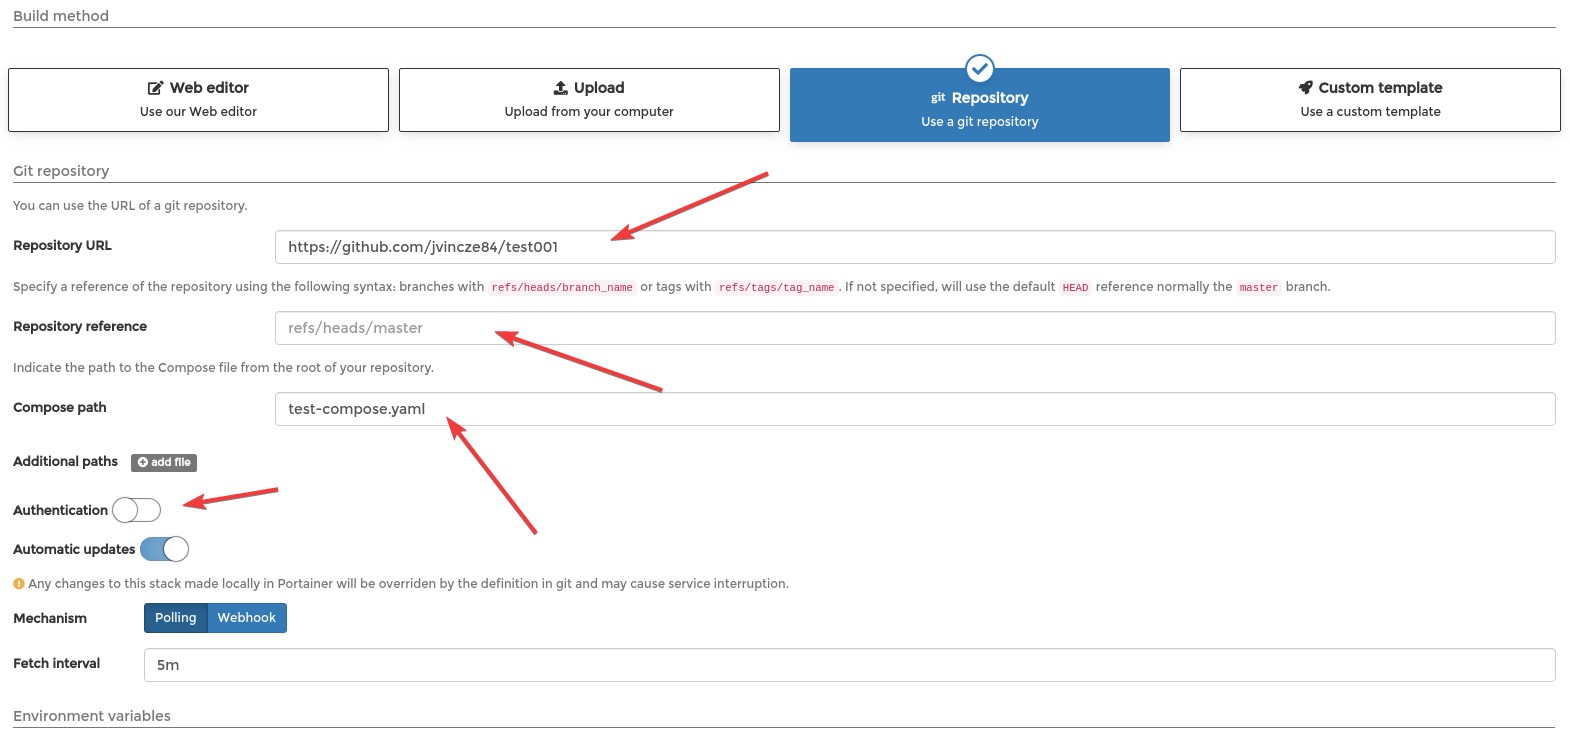 Build method
Web editor
Use our Web editor
Upload
Upload from your computer
git Repository
Use a git repository
Custom template
Use a custom template
Git repository
You can use the URL of a git repository.
Repository URL https://github.com/jvincze84/test001
Specify a reference of the repository using the following syntax: branches with refs/heads/branch_name or tags with refs/tags/tag_name . If not specified, will use the default HEAD reference normally the master branch.
Repository reference refs/heads/master
Indicate the path to the Compose file from the root of your repository.
Compose path test-compose.yaml
Additional paths add file
Authentication
Automatic updates
Any changes to this stack made locally in Portainer will be overriden by the definition in git and may cause service interruption.
Mechanism Polling Webhook
Fetch interval 5m
Environment variables